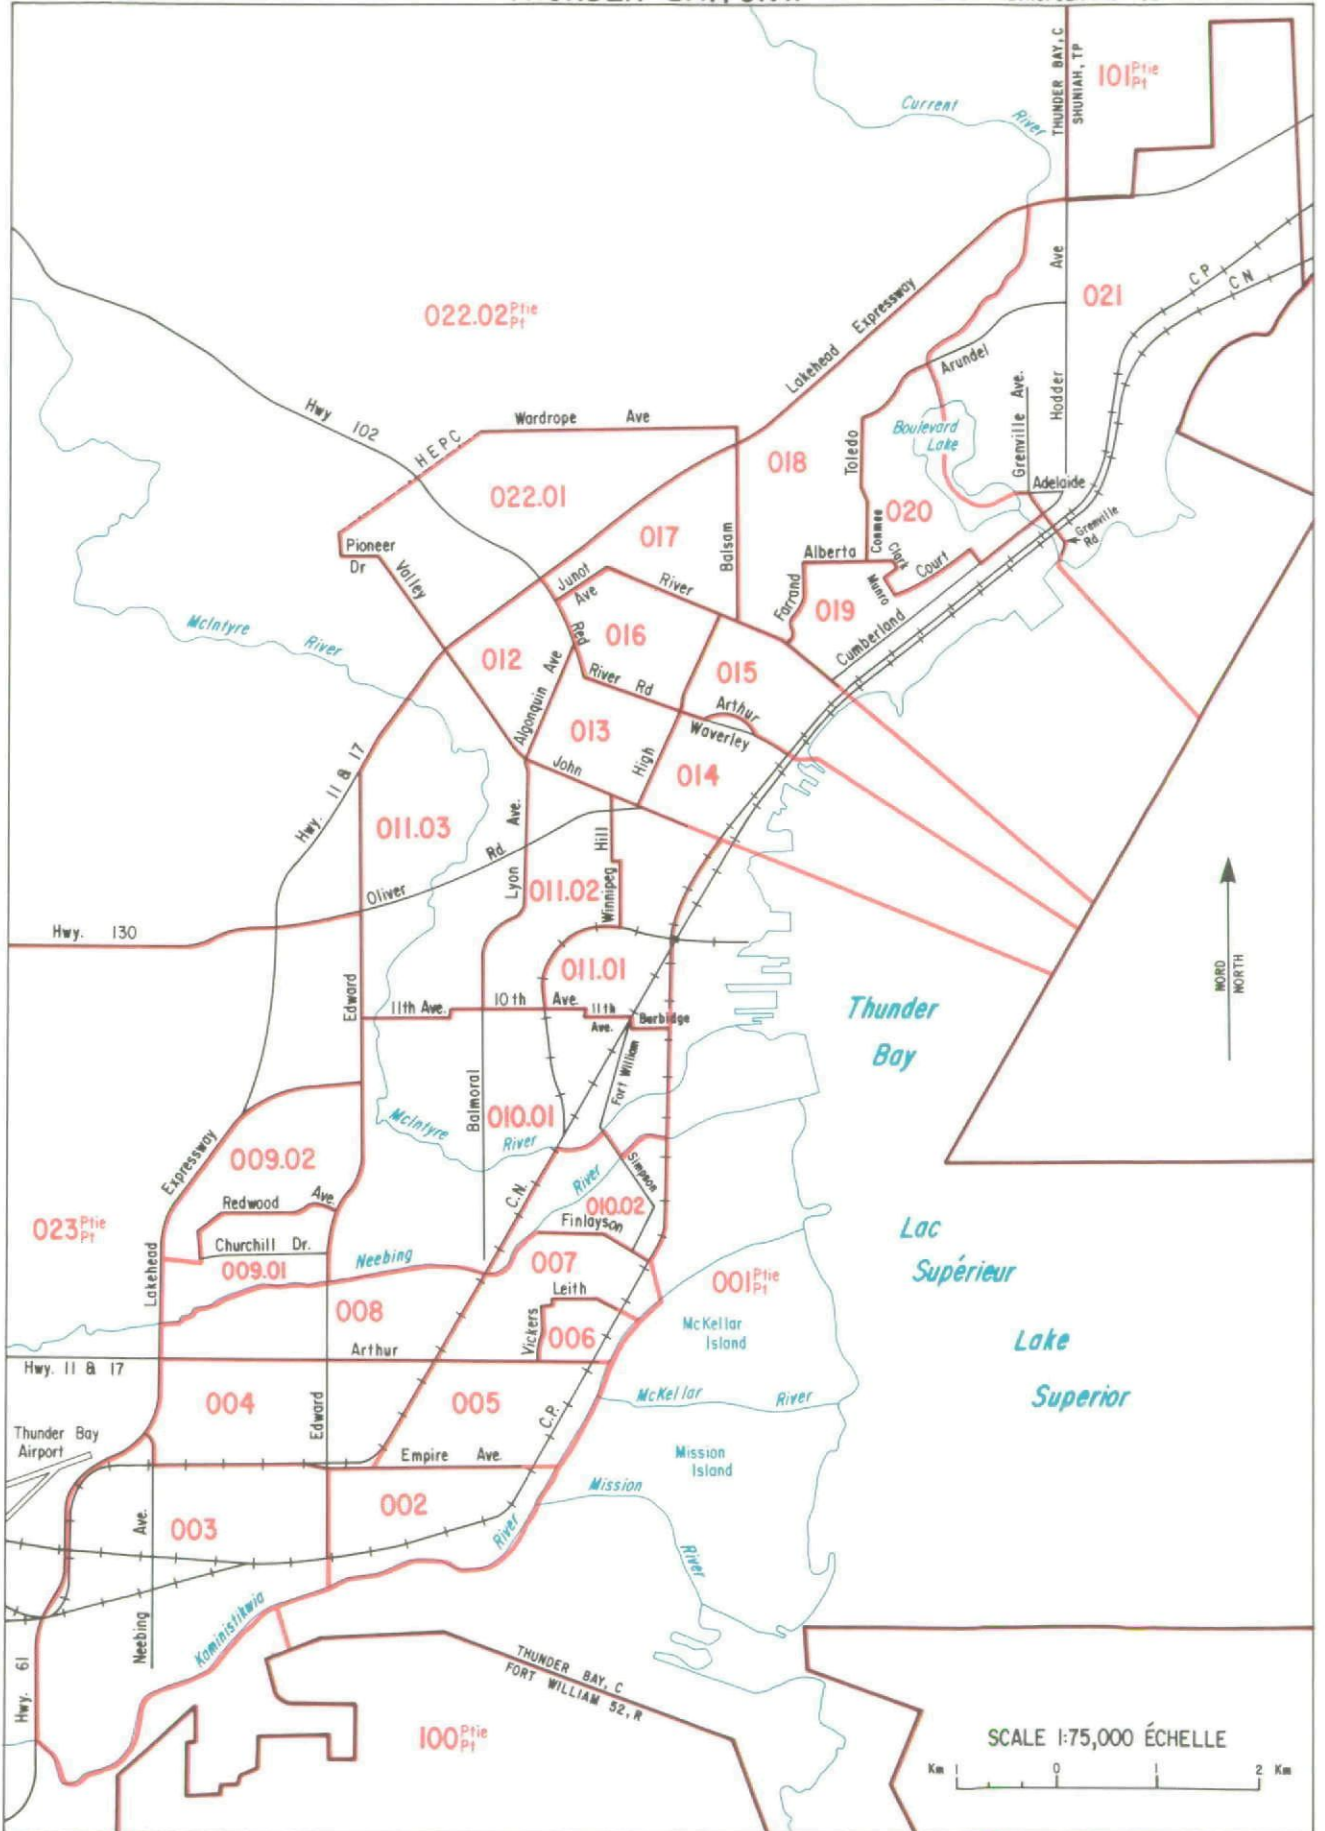 THUNDER BAY, C
SHUNIAH, TP
101 Ptie
Pt
Current
River
022.02 Ptie
Pt
Lakehead Expressway
Ave
021
C P
C N
Hodder
Arundel
Grenville Ave.
Boulevard
Lake
Toledo
018
Wardrope Ave
Hwy 102
H E P C
022.01
017
Balsam
020
Conmee
Adelaide
Grenville
Rd
Clark
Court
Munro
Alberta
Farrand
019
Cumberland
Pioneer
Dr
Valley
Junot
Ave
River
Red
River Rd
016
015
Arthur
Waverley
McIntyre
River
012
Algonquin Ave
013
John
High
014
Hwy. 11 & 17
011.03
Lyon Ave.
Oliver Rd.
Hill
Winnipeg
011.02
Hwy. 130
011.01
Edward
11th Ave.
10 th Ave.
11th
Ave.
Burbidge
Fort William
NORD
NORTH
Thunder
Bay
Balmoral
010.01
McIntyre
River
009.02
Expressway
Redwood Ave.
Churchill Dr.
009.01
Neebing
River
C.N.
Simpson
010.02
Finlayson
023 Ptie
Pt
Lakehead
007
Leith
Vickers
006
008
Arthur
001 Ptie
Pt
McKellar
Island
Lac
Supérieur
Lake
Superior
Hwy. 11 & 17
004
Edward
005
C.P.
McKellar River
Thunder Bay
Airport
Empire Ave.
Mission
Island
Mission
River
002
003
Neebing Ave.
River
Kaministikwia
Hwy. 61
THUNDER BAY, C
FORT WILLIAM 52, R
100 Ptie
Pt
SCALE 1:75,000 ÉCHELLE
Km 1 0 1 2 Km